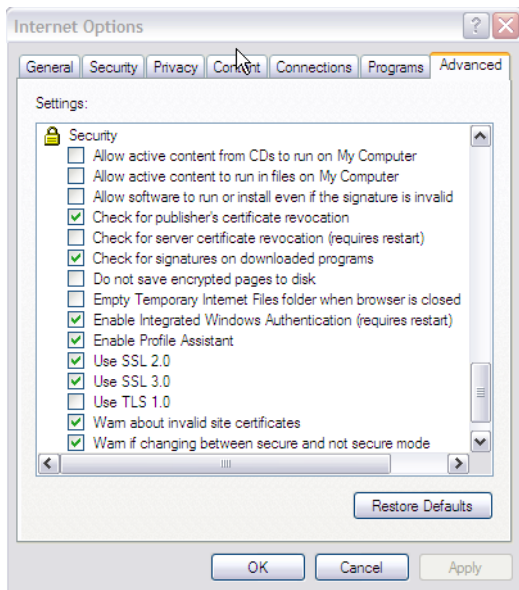 Internet Options
General Security Privacy Content Connections Programs Advanced
Settings:
Security
Allow active content from CDs to run on My Computer
Allow active content to run in files on My Computer
Allow software to run or install even if the signature is invalid
Check for publisher's certificate revocation
Check for server certificate revocation (requires restart)
Check for signatures on downloaded programs
Do not save encrypted pages to disk
Empty Temporary Internet Files folder when browser is closed
Enable Integrated Windows Authentication (requires restart)
Enable Profile Assistant
Use SSL 2.0
Use SSL 3.0
Use TLS 1.0
Warn about invalid site certificates
Warn if changing between secure and not secure mode
Restore Defaults
OK Cancel Apply